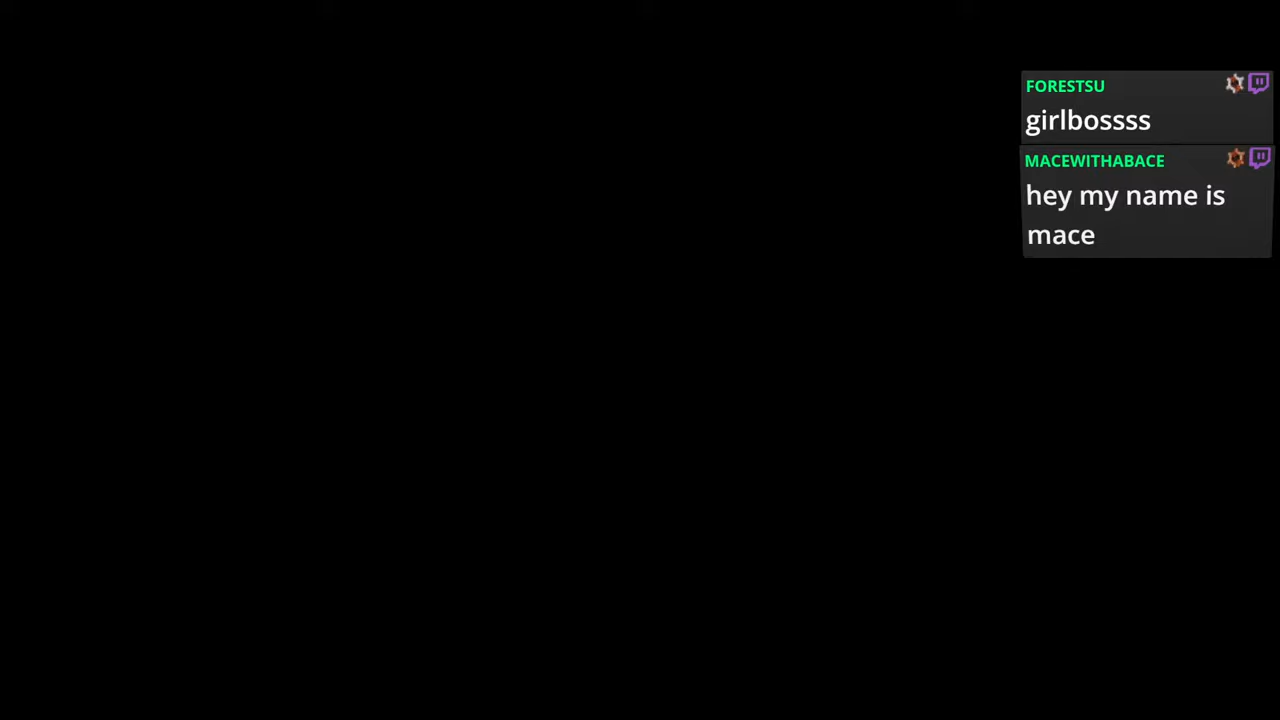 FORESTSU
girlbossss
MACEWITHABACE
hey my name is
mace